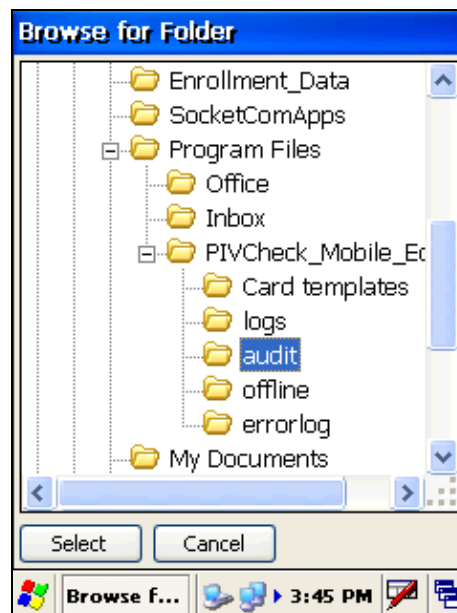 Browse for Folder
Enrollment_Data
SocketComApps
Program Files
Office
Inbox
PIVCheck_Mobile_Ed
Card templates
logs
audit
offline
errorlog
My Documents
Select
Cancel
Browse f...
3:45 PM